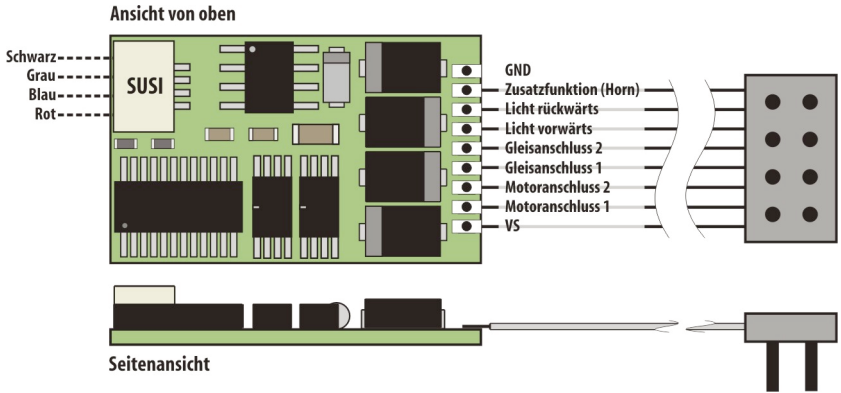 Ansicht von oben
Schwarz
Grau
Blau
Rot
SUSI
GND
Zusatzfunktion (Horn)
Licht rückwärts
Licht vorwärts
Gleisanschluss 2
Gleisanschluss 1
Motoranschluss 2
Motoranschluss 1
VS
Seitenansicht